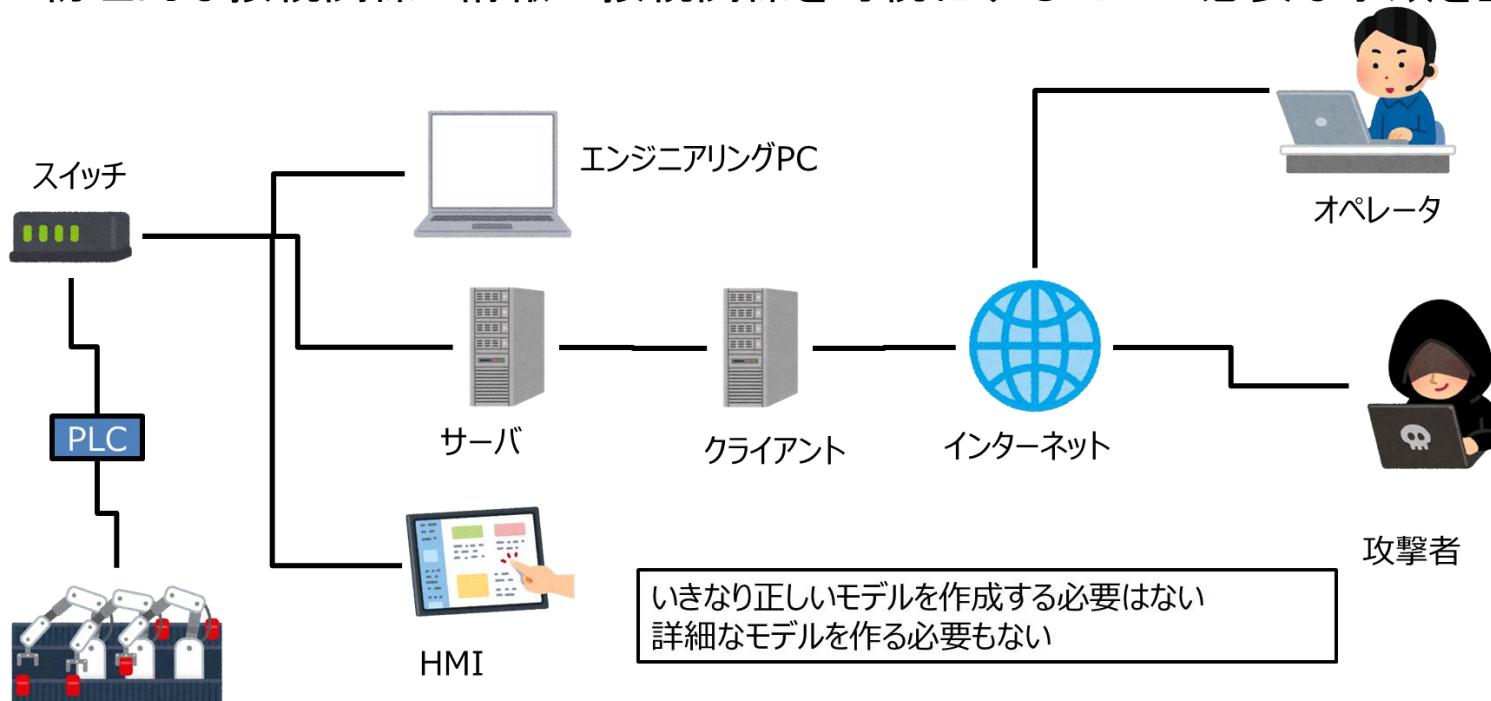 スイッチ
エンジニアリングPC
オペレータ
PLC
サーバ
クライアント
インターネット
攻撃者
HMI
いきなり正しいモデルを作成する必要はない
詳細なモデルを作る必要もない